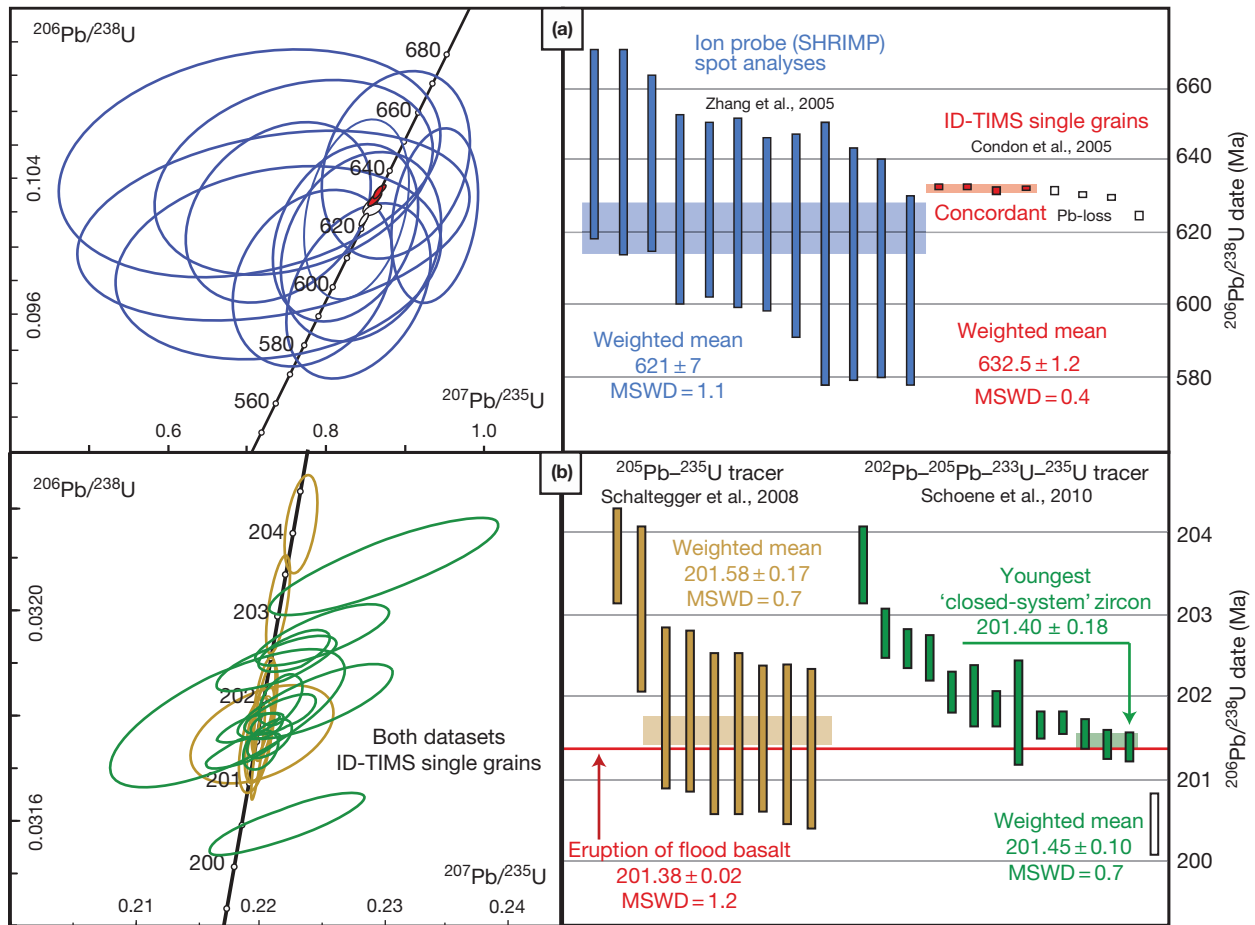 (a)
²⁰⁶Pb/²³⁸U
680
660
640
620
600
580
560
0.104
0.096
²⁰⁷Pb/²³⁵U
0.6
0.8
1.0
Ion probe (SHRIMP)
spot analyses
Zhang et al., 2005
ID-TIMS single grains
Condon et al., 2005
Concordant
Pb-loss
Weighted mean
621 ± 7
MSWD = 1.1
Weighted mean
632.5 ± 1.2
MSWD = 0.4
660
640
620
600
580
²⁰⁶Pb/²³⁸U date (Ma)
(b)
²⁰⁶Pb/²³⁸U
204
203
202
201
200
0.0320
0.0316
Both datasets
ID-TIMS single grains
²⁰⁷Pb/²³⁵U
0.21
0.22
0.23
0.24
²⁰⁵Pb–²³⁵U tracer
Schaltegger et al., 2008
²⁰²Pb–²⁰⁵Pb–²³³U–²³⁵U tracer
Schoene et al., 2010
Weighted mean
201.58 ± 0.17
MSWD = 0.7
Youngest
‘closed-system’ zircon
201.40 ± 0.18
Eruption of flood basalt
201.38 ± 0.02
MSWD = 1.2
Weighted mean
201.45 ± 0.10
MSWD = 0.7
204
203
202
201
200
²⁰⁶Pb/²³⁸U date (Ma)